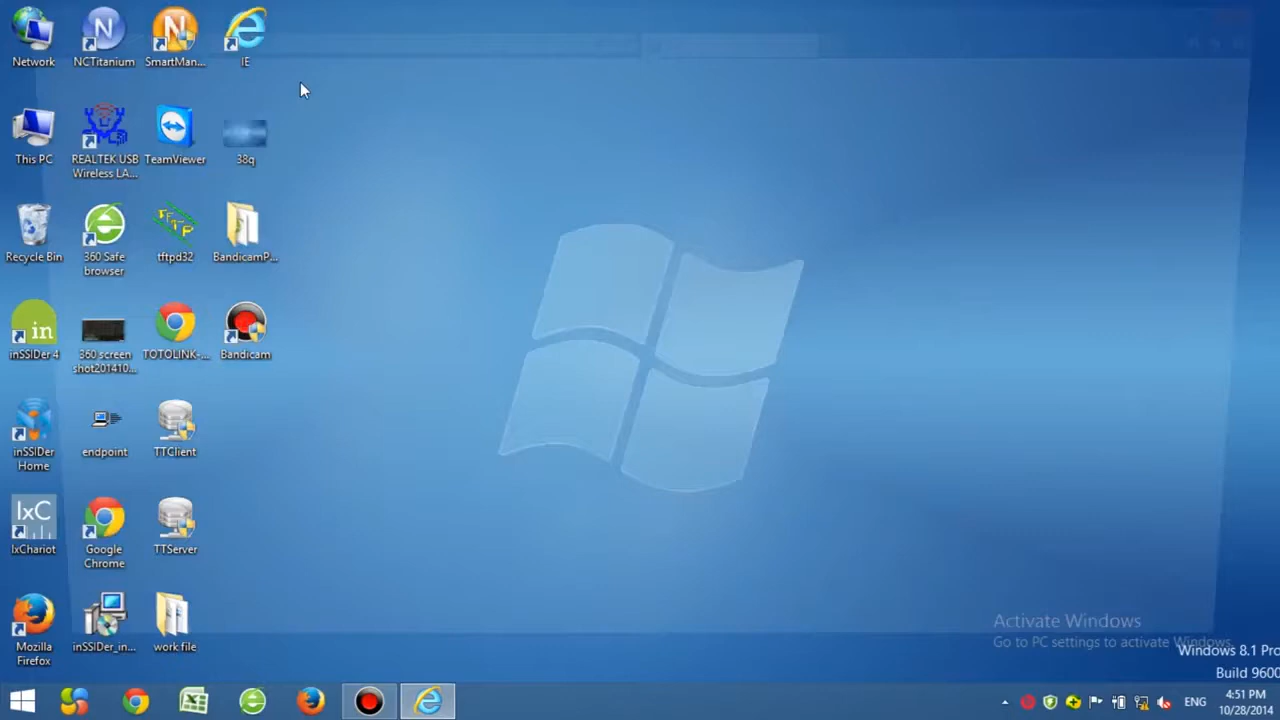 Network
NCTitanium
SmartMan...
IE
This PC
REALTEK USB
Wireless LA...
TeamViewer
38q
Recycle Bin
360 Safe
browser
tftpd32
BandicamP...
in
inSSIDer 4
360 screen
shot201410...
TOTOLINK-...
Bandicam
inSSIDer
Home
endpoint
TTClient
IxC
IxChariot
Google
Chrome
TTServer
Mozilla
Firefox
inSSIDer_in...
work file
Activate Windows
Go to PC settings to activate Windows.
Windows 8.1 Pro
Build 9600
ENG
4:51 PM
10/28/2014